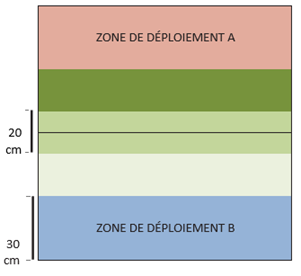 ZONE DE DÉPLOIEMENT A
20
cm
ZONE DE DÉPLOIEMENT B
30
cm